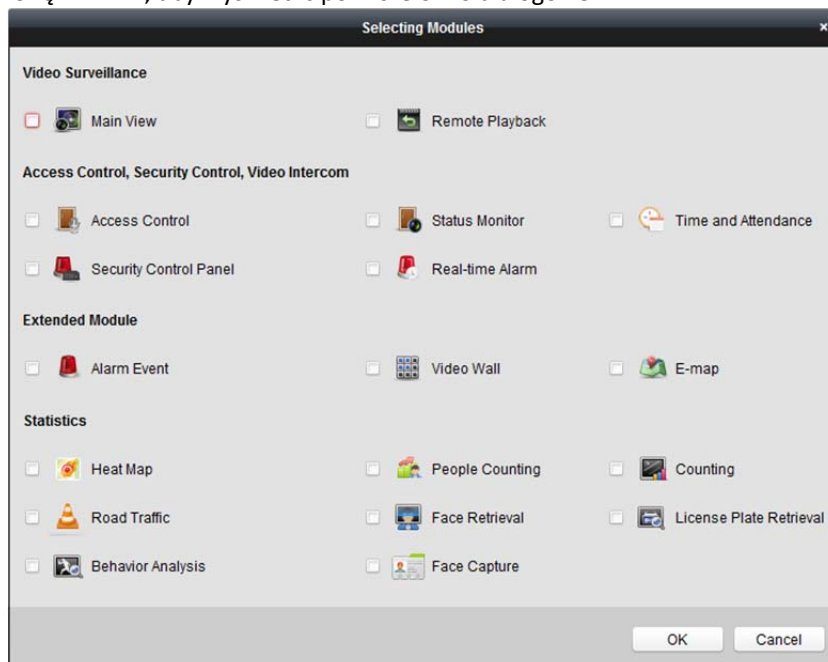 Selecting Modules ×
Video Surveillance
Main View Remote Playback
Access Control, Security Control, Video Intercom
Access Control Status Monitor Time and Attendance
Security Control Panel Real-time Alarm
Extended Module
Alarm Event Video Wall E-map
Statistics
Heat Map People Counting Counting
Road Traffic Face Retrieval License Plate Retrieval
Behavior Analysis Face Capture
OK Cancel